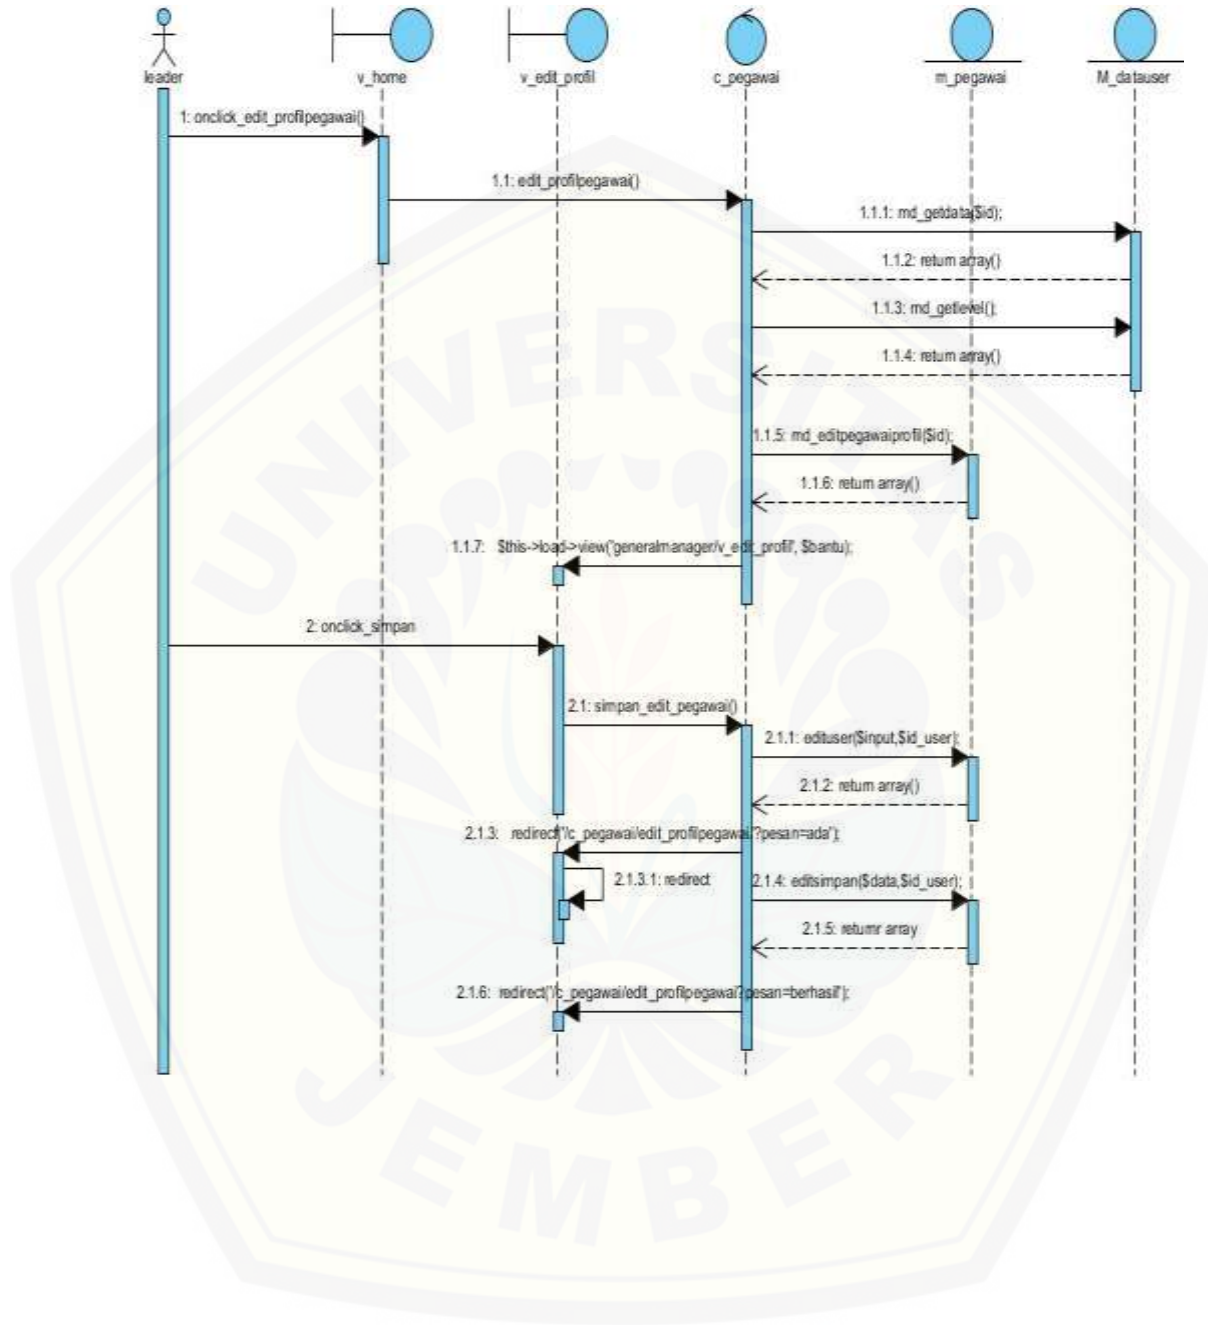 leader
v_home
v_edit_profil
c_pegawai
m_pegawai
M_datauser
1: onclick_edit_profilpegawai()
1.1: edit_profilpegawai()
1.1.1: md_getdata($id);
1.1.2: return array()
1.1.3: md_getlevel();
1.1.4: return array()
1.1.5: md_editpegawaiprofil($id);
1.1.6: return array()
1.1.7: $this->load->view("generalmanager/v_edit_profil", $bantu);
2: onclick_simpan
2.1: simpan_edit_pegawai()
2.1.1: edituser($input,$id_user);
2.1.2: return array()
2.1.3: redirect("/c_pegawai/edit_profilpegawai/?pesan=ada");
2.1.3.1: redirect
2.1.4: editsimpan($data,$id_user);
2.1.5: returnr array
2.1.6: redirect("/c_pegawai/edit_profilpegawai?pesan=berhasil");
UNIVERSITAS
JEMBER